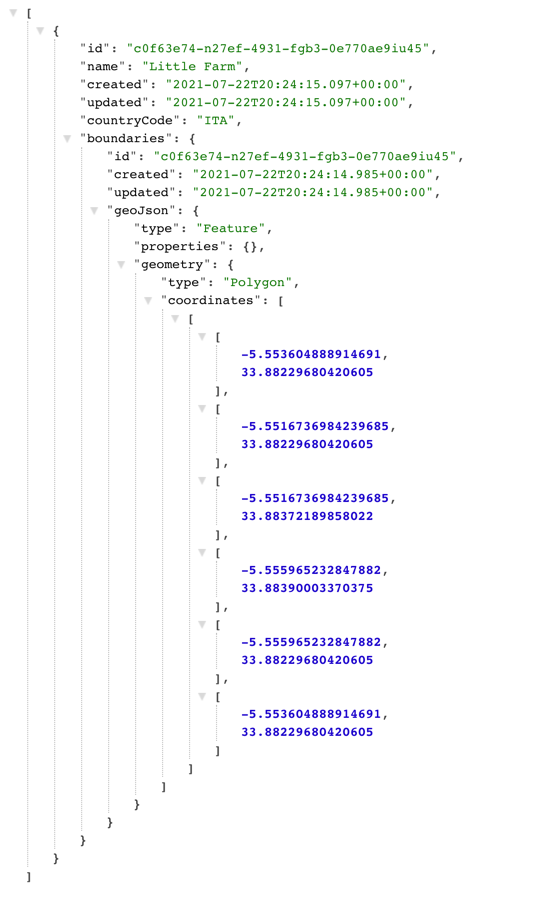 [
{
"id": "c0f63e74-n27ef-4931-fgb3-0e770ae9iu45",
"name": "Little Farm",
"created": "2021-07-22T20:24:15.097+00:00",
"updated": "2021-07-22T20:24:15.097+00:00",
"countryCode": "ITA",
"boundaries": {
"id": "c0f63e74-n27ef-4931-fgb3-0e770ae9iu45",
"created": "2021-07-22T20:24:14.985+00:00",
"updated": "2021-07-22T20:24:14.985+00:00",
"geoJson": {
"type": "Feature",
"properties": {},
"geometry": {
"type": "Polygon",
"coordinates": [
[
[
-5.553604888914691,
33.88229680420605
],
[
-5.5516736984239685,
33.88229680420605
],
[
-5.5516736984239685,
33.88372189858022
],
[
-5.555965232847882,
33.88390003370375
],
[
-5.555965232847882,
33.88229680420605
],
[
-5.553604888914691,
33.88229680420605
]
]
]
}
}
}
}
]